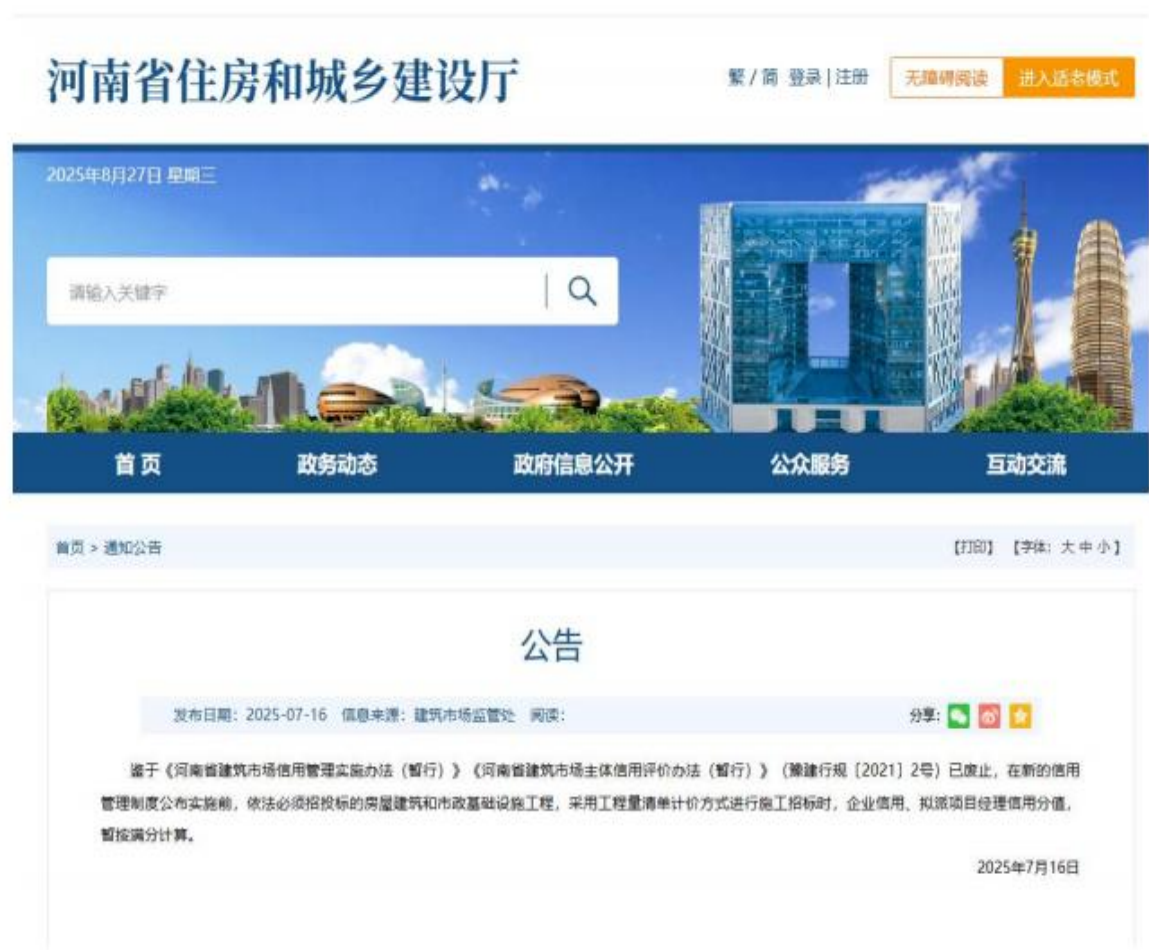 河南省住房和城乡建设厅
繁 / 简 登录 | 注册 无障碍阅读 进入适老模式
2025年8月27日 星期三
请输入关键字
首 页 政务动态 政府信息公开 公众服务 互动交流
首页 > 通知公告 【打印】 【字体: 大 中 小】
公告
发布日期: 2025-07-16 信息来源: 建筑市场监管处 阅读: 分享:
鉴于《河南省建筑市场信用管理实施办法（暂行）》《河南省建筑市场主体信用评价办法（暂行）》（豫建行规〔2021〕2号）已废止，在新的信用
管理制度公布实施前，依法必须招投标的房屋建筑和市政基础设施工程，采用工程量清单计价方式进行施工招标时，企业信用、拟派项目经理信用分值，
暂按满分计算。
2025年7月16日